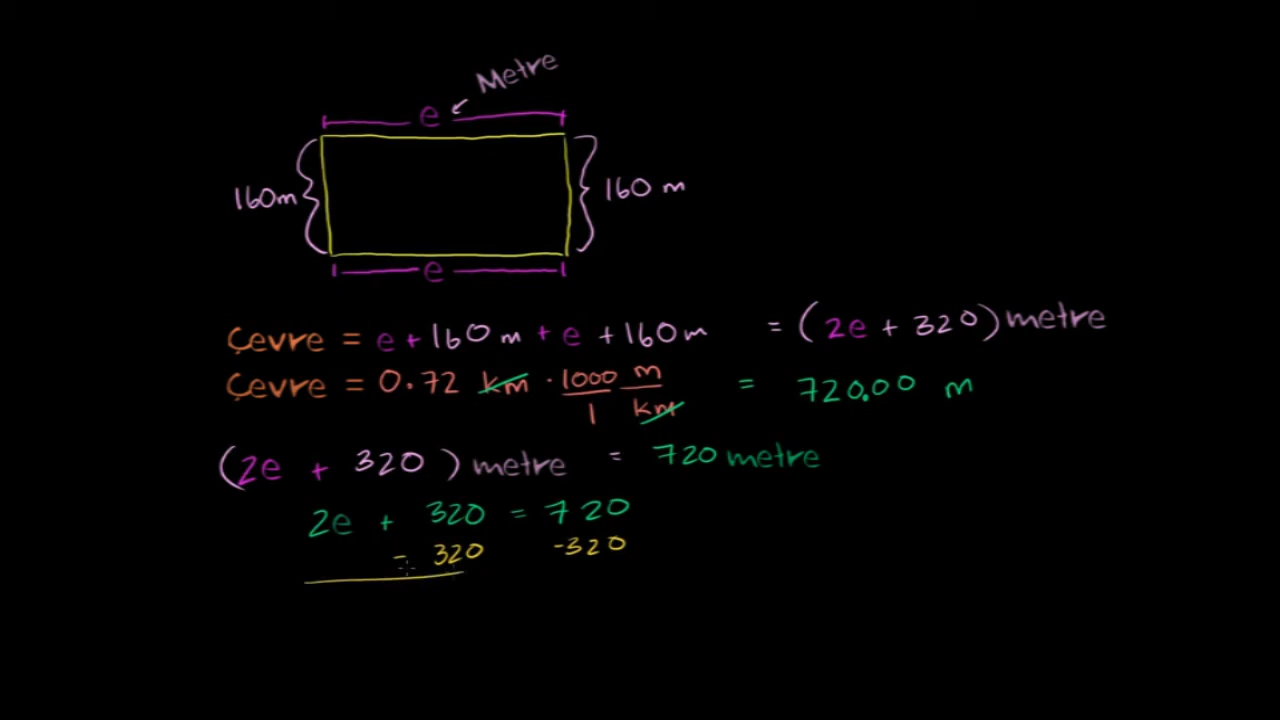 Metre
e
160m
160 m
e
Çevre = e + 160 m + e + 160 m = (2e + 320) metre
Çevre = 0.72 km · 1000/1 m/km = 720.00 m
(2e + 320) metre = 720 metre
2e + 320 = 720
- 320 -320